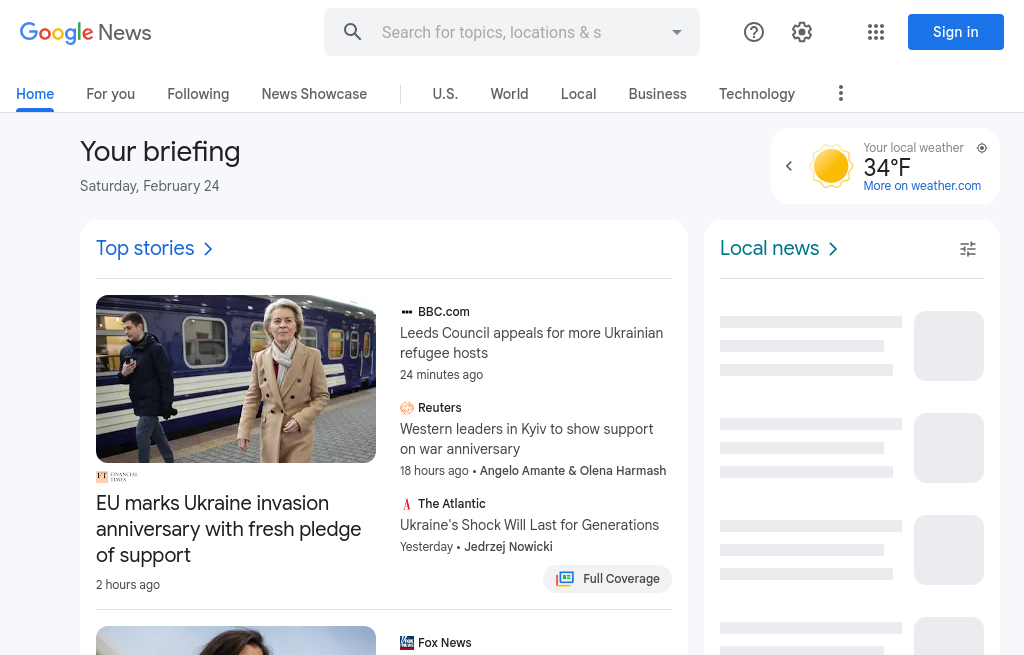 Google News
Search for topics, locations & s
Sign in
Home
For you
Following
News Showcase
U.S.
World
Local
Business
Technology
Your briefing
Saturday, February 24
Your local weather
34°F
More on weather.com
Top stories
Local news
FT FINANCIAL TIMES
EU marks Ukraine invasion
anniversary with fresh pledge
of support
2 hours ago
BBC.com
Leeds Council appeals for more Ukrainian
refugee hosts
24 minutes ago
Reuters
Western leaders in Kyiv to show support
on war anniversary
18 hours ago • Angelo Amante & Olena Harmash
The Atlantic
Ukraine's Shock Will Last for Generations
Yesterday • Jedrzej Nowicki
Full Coverage
Fox News